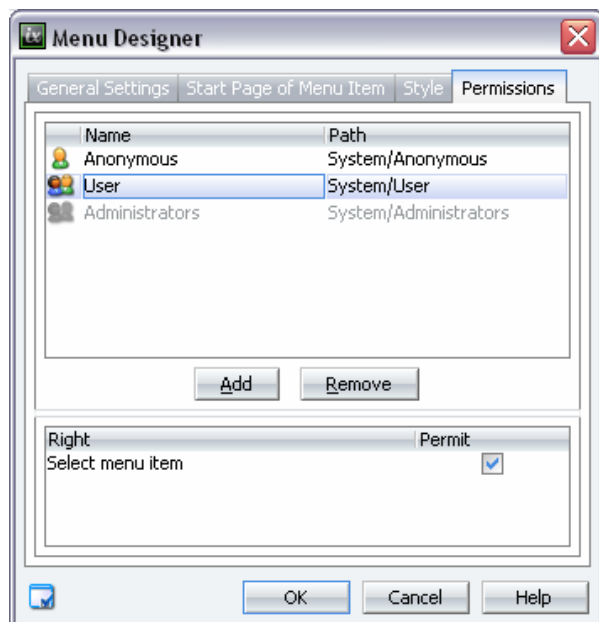 Menu Designer
General Settings Start Page of Menu Item Style Permissions
Name Path
Anonymous System/Anonymous
User System/User
Administrators System/Administrators
Add Remove
Right Permit
Select menu item
OK Cancel Help